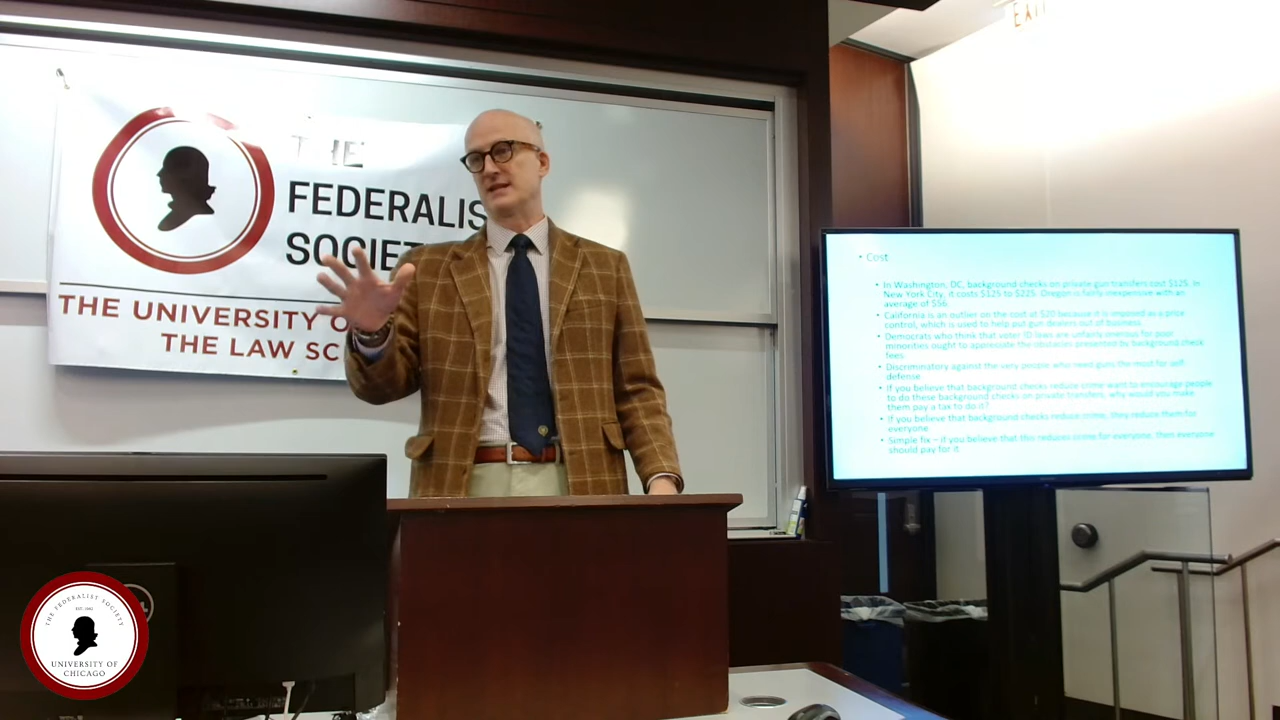 EXIT
THE
FEDERALIS
SOCIET
THE UNIVERSITY O
THE LAW SC
• Cost
• In Washington, DC, background checks on private gun transfers cost $125. In
New York City, it costs $125 to $225. Oregon is fairly inexpensive with an
average of $56.
• California is an outlier on the cost at $20 because it is imposed as a price
control, which is used to help put gun dealers out of business.
• Democrats who think that voter ID laws are unfairly onerous for poor
minorities ought to appreciate the obstacles presented by background check
fees.
• Discriminatory against the very people who need guns the most for self-
defense.
• If you believe that background checks reduce crime want to encourage people
to do these background checks on private transfers, why would you make
them pay a tax to do it?
• If you believe that background checks reduce crime, they reduce them for
everyone.
• Simple fix – if you believe that this reduces crime for everyone, then everyone
should pay for it
THE FEDERALIST SOCIETY
EST. 1982
UNIVERSITY OF
CHICAGO